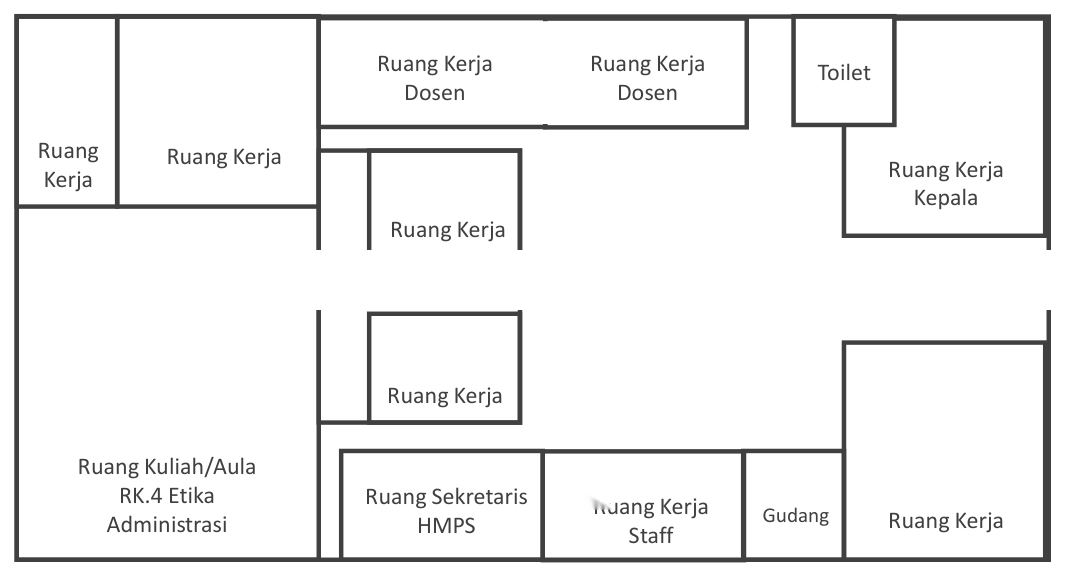 Ruang Kerja
Dosen
Ruang Kerja
Dosen
Toilet
Ruang
Kerja
Ruang Kerja
Ruang Kerja
Kepala
Ruang Kerja
Ruang Kerja
Ruang Kuliah/Aula
RK.4 Etika
Administrasi
Ruang Sekretaris
HMPS
Ruang Kerja
Staff
Gudang
Ruang Kerja